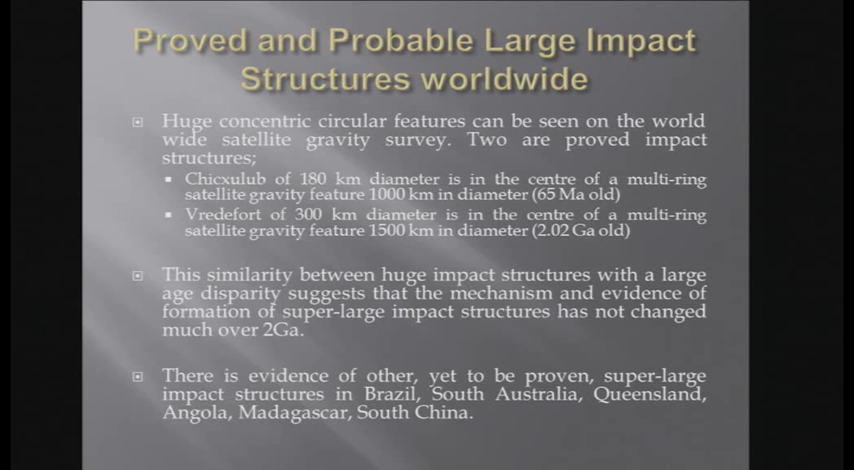 Proved and Probable Large Impact
Structures worldwide
Huge concentric circular features can be seen on the world
wide satellite gravity survey. Two are proved impact
structures;
Chicxulub of 180 km diameter is in the centre of a multi-ring
satellite gravity feature 1000 km in diameter (65 Ma old)
Vredefort of 300 km diameter is in the centre of a multi-ring
satellite gravity feature 1500 km in diameter (2.02 Ga old)
This similarity between huge impact structures with a large
age disparity suggests that the mechanism and evidence of
formation of super-large impact structures has not changed
much over 2Ga.
There is evidence of other, yet to be proven, super-large
impact structures in Brazil, South Australia, Queensland,
Angola, Madagascar, South China.